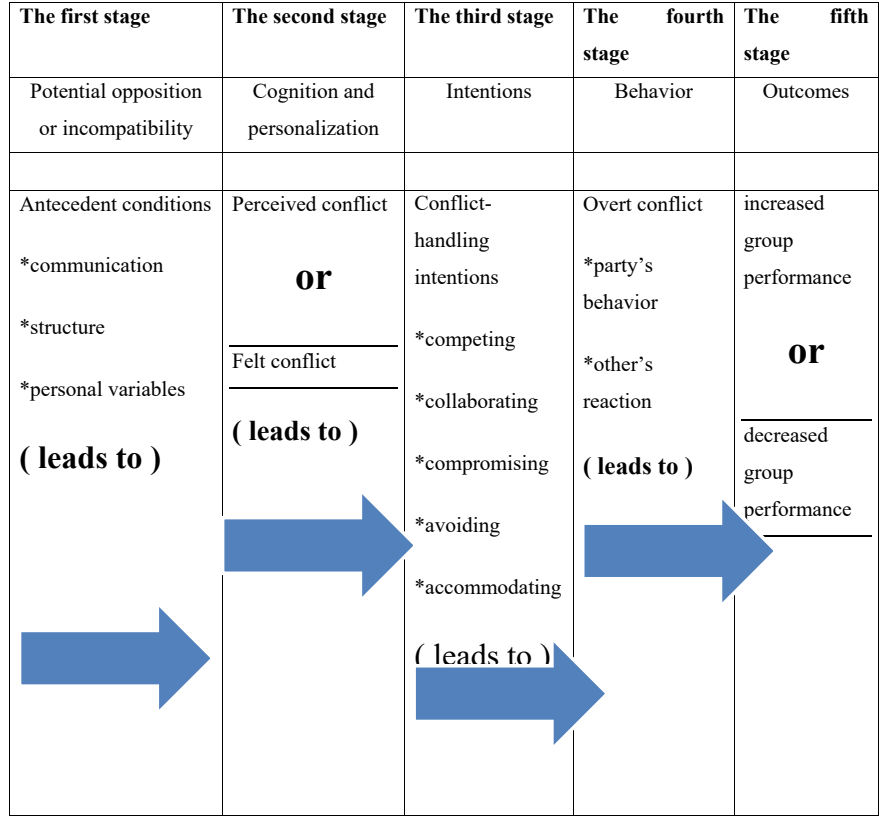 The first stage
The second stage
The third stage
The fourth
stage
The fifth
stage
Potential opposition
or incompatibility
Cognition and
personalization
Intentions
Behavior
Outcomes
Antecedent conditions
*communication
*structure
*personal variables
( leads to )
Perceived conflict
or
Felt conflict
( leads to )
Conflict-
handling
intentions
*competing
*collaborating
*compromising
*avoiding
*accommodating
( leads to )
Overt conflict
*party’s
behavior
*other’s
reaction
( leads to )
increased
group
performance
or
decreased
group
performance